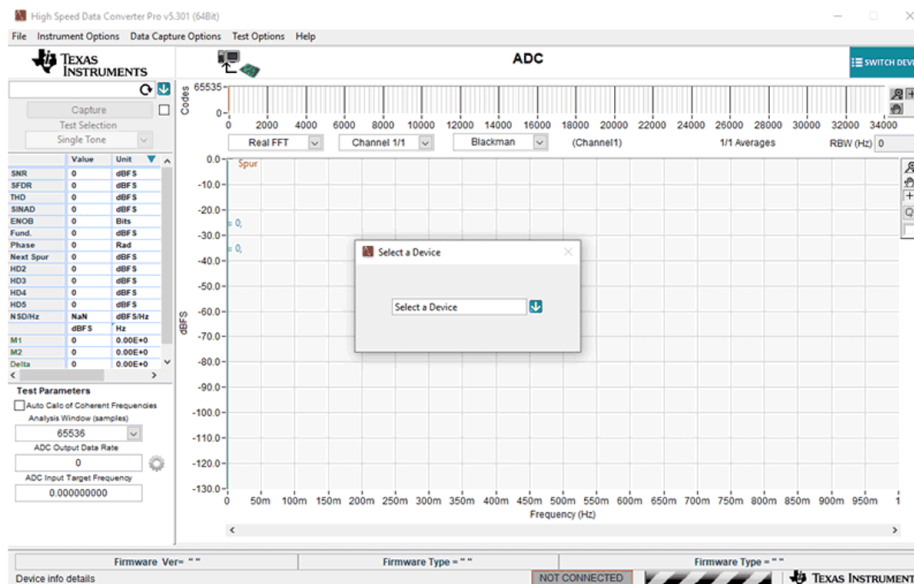 High Speed Data Converter Pro v5.301 (64Bit)
File Instrument Options Data Capture Options Test Options Help
TEXAS INSTRUMENTS
ADC
SWITCH DEVI
Codes
65535
0
0 2000 4000 6000 8000 10000 12000 14000 16000 18000 20000 22000 24000 26000 28000 30000 32000 34000
Capture
Test Selection
Single Tone
Real FFT Channel 1/1 Blackman (Channel1) 1/1 Averages RBW (Hz) 0
Value Unit
SNR 0 dBFS
SFDR 0 dBFS
THD 0 dBFS
SINAD 0 dBFS
ENOB 0 Bits
Fund. 0 dBFS
Phase 0 Rad
Next Spur 0 dBFS
HD2 0 dBFS
HD3 0 dBFS
HD4 0 dBFS
HD5 0 dBFS
NSD/Hz NaN dBFS/Hz
dBFS Hz
M1 0 0.00E+0
M2 0 0.00E+0
Delta 0 0.00E+0
Test Parameters
Auto Calc of Coherent Frequencies
Analysis Window (samples)
65536
ADC Output Data Rate
0
ADC Input Target Frequency
0.000000000
Spur
= 0,
= 0,
dBFS
0.0
-10.0
-20.0
-30.0
-40.0
-50.0
-60.0
-70.0
-80.0
-90.0
-100.0
-110.0
-120.0
-130.0
0 50m 100m 150m 200m 250m 300m 350m 400m 450m 500m 550m 600m 650m 700m 750m 800m 850m 900m 950m 1
Frequency (Hz)
Select a Device
Select a Device
Firmware Ver= " " Firmware Type = " " Firmware Type = " "
Device info details
NOT CONNECTED
TEXAS INSTRUMENT